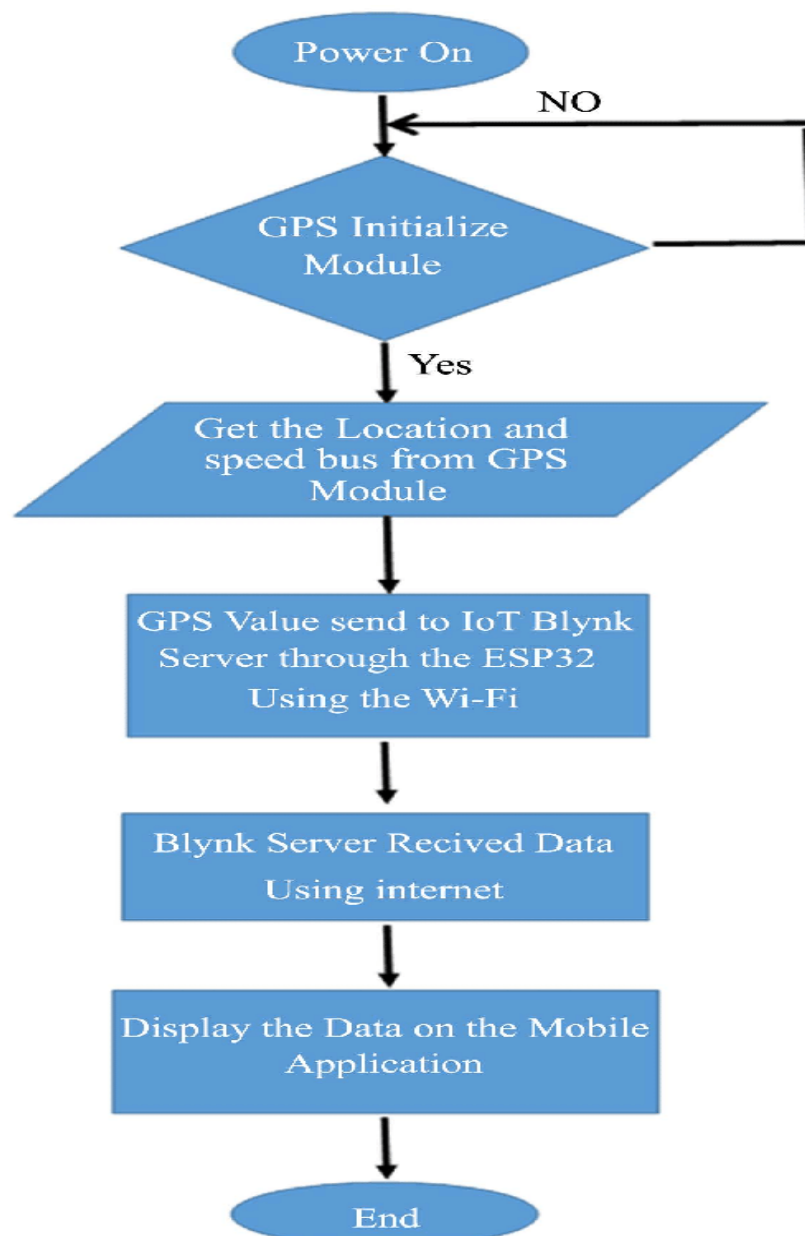 Power On
NO
GPS Initialize
Module
Yes
Get the Location and
speed bus from GPS
Module
GPS Value send to IoT Blynk
Server through the ESP32
Using the Wi-Fi
Blynk Server Recived Data
Using internet
Display the Data on the Mobile
Application
End